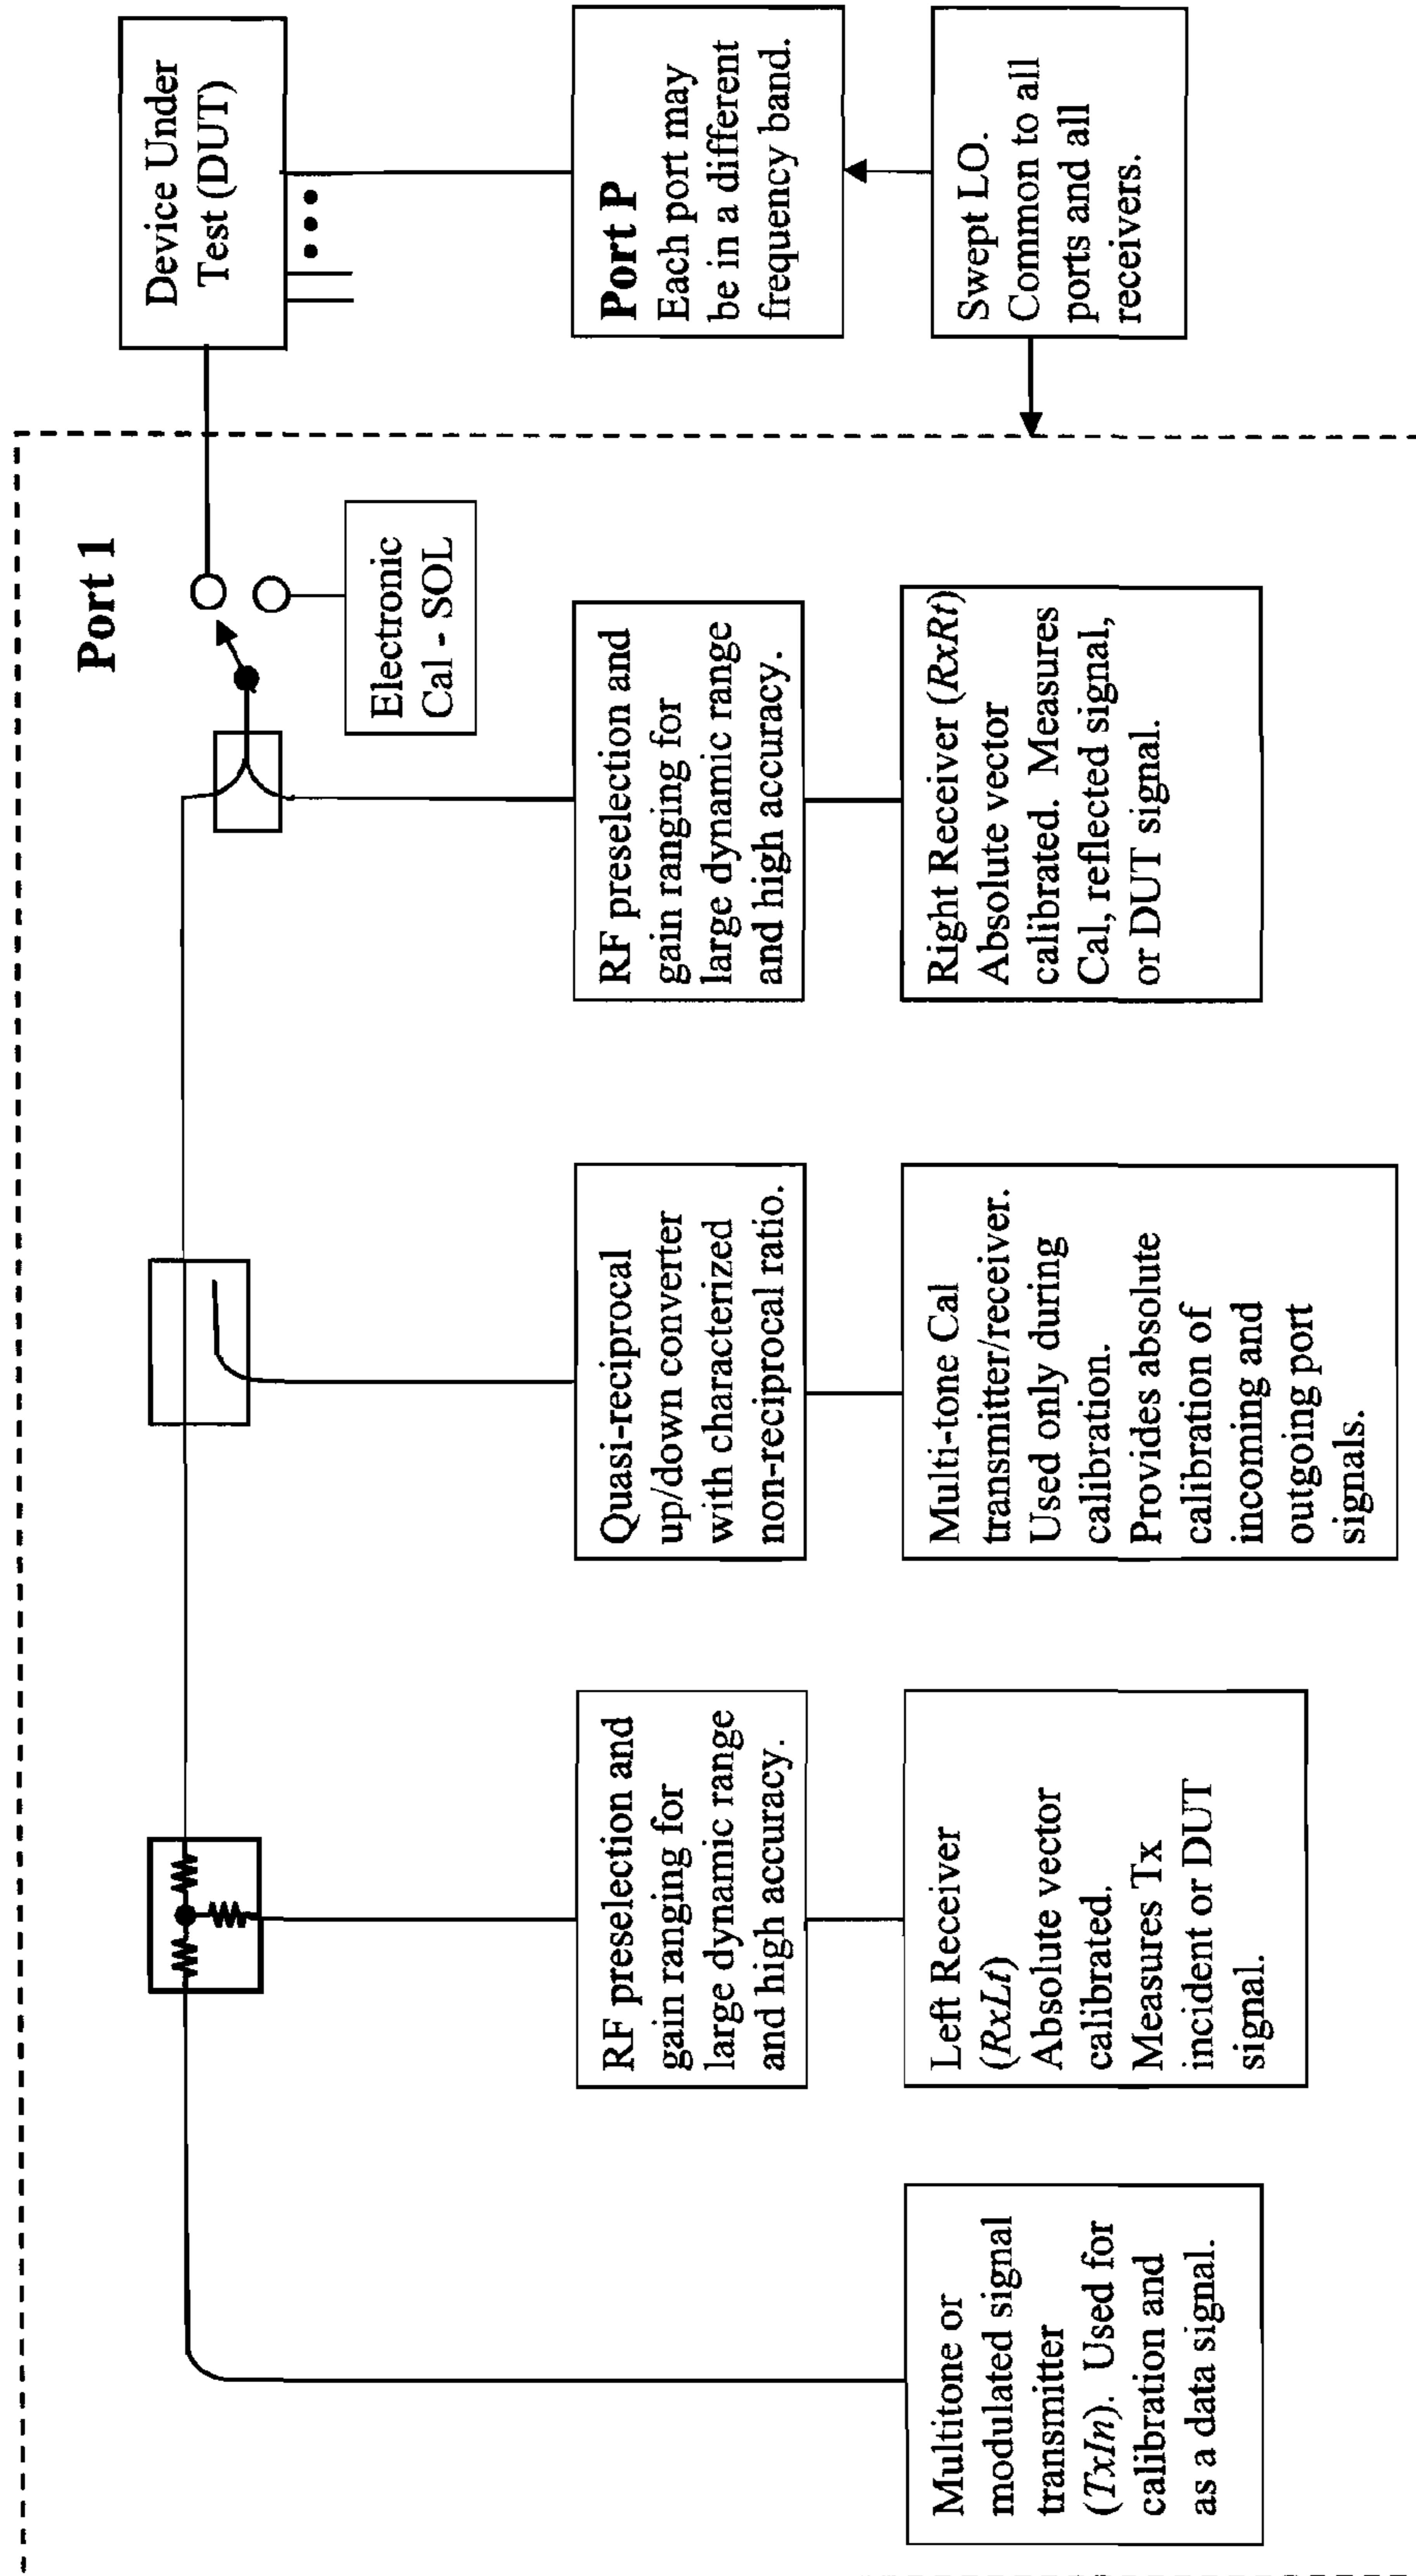 Port 1
Device Under
Test (DUT)
Electronic
Cal - SOL
Multitone or
modulated signal
transmitter
(TxIn). Used for
calibration and
as a data signal.
RF preselection and
gain ranging for
large dynamic range
and high accuracy.
Left Receiver
(RxLt)
Absolute vector
calibrated.
Measures Tx
incident or DUT
signal.
Quasi-reciprocal
up/down converter
with characterized
non-reciprocal ratio.
Multi-tone Cal
transmitter/receiver.
Used only during
calibration.
Provides absolute
calibration of
incoming and
outgoing port
signals.
RF preselection and
gain ranging for
large dynamic range
and high accuracy.
Right Receiver (RxRt)
Absolute vector
calibrated. Measures
Cal, reflected signal,
or DUT signal.
Port P
Each port may
be in a different
frequency band.
Swept LO.
Common to all
ports and all
receivers.